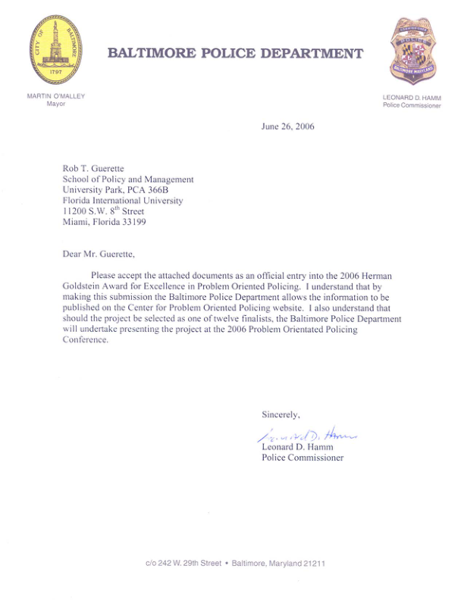 CITY OF BALTIMORE
1797
BALTIMORE POLICE DEPARTMENT
MARTIN O'MALLEY
Mayor
LEONARD D. HAMM
Police Commissioner
June 26, 2006
Rob T. Guerette
School of Policy and Management
University Park, PCA 366B
Florida International University
11200 S.W. 8th Street
Miami, Florida 33199
Dear Mr. Guerette,
Please accept the attached documents as an official entry into the 2006 Herman
Goldstein Award for Excellence in Problem Oriented Policing. I understand that by
making this submission the Baltimore Police Department allows the information to be
published on the Center for Problem Oriented Policing website. I also understand that
should the project be selected as one of twelve finalists, the Baltimore Police Department
will undertake presenting the project at the 2006 Problem Orientated Policing
Conference.
Sincerely,
Leonard D. Hamm
Leonard D. Hamm
Police Commissioner
c/o 242 W. 29th Street • Baltimore, Maryland 21211